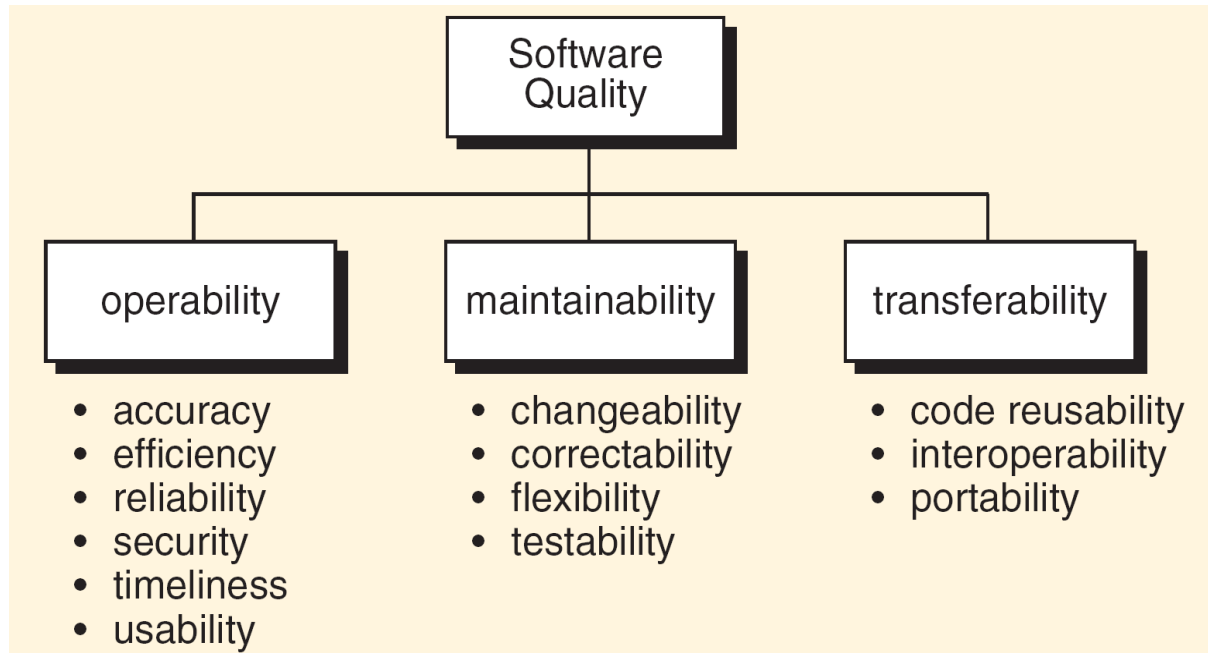 Software
Quality
operability
maintainability
transferability
• accuracy
• efficiency
• reliability
• security
• timeliness
• usability
• changeability
• correctability
• flexibility
• testability
• code reusability
• interoperability
• portability